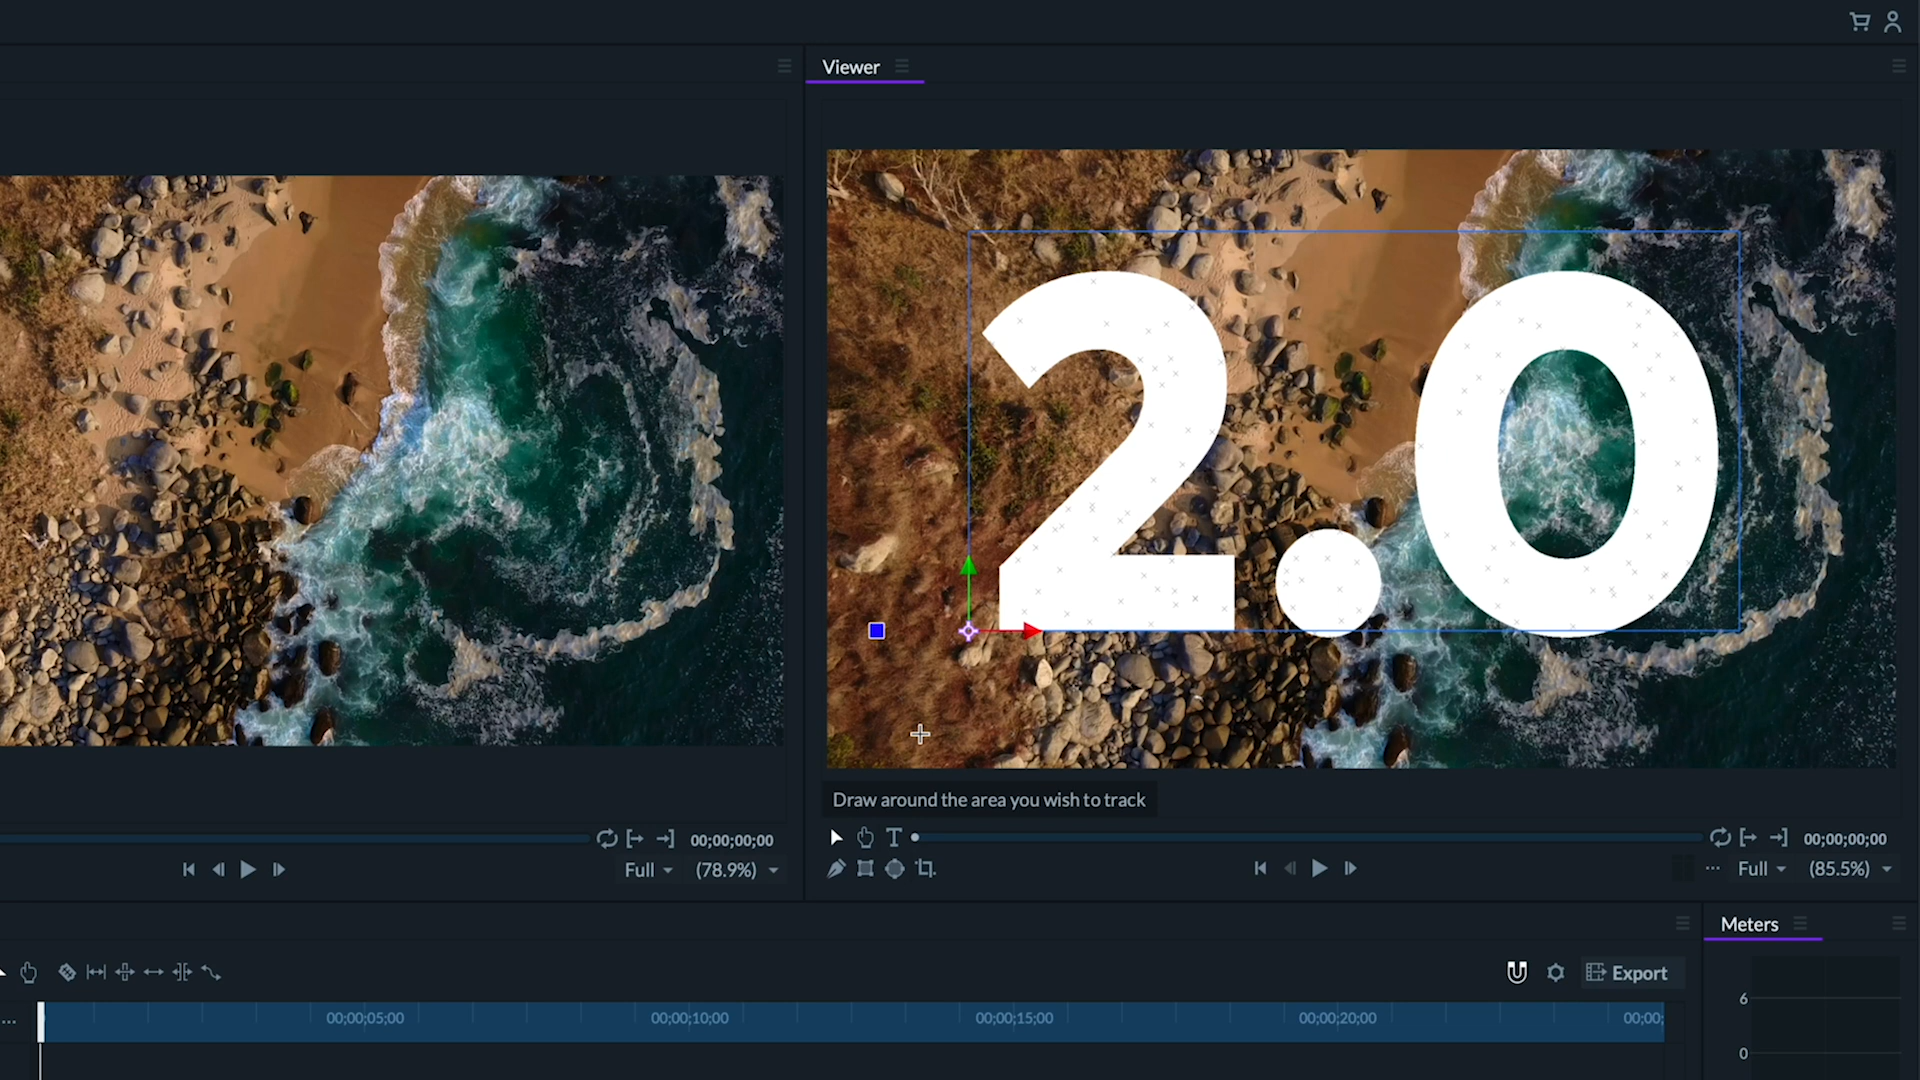 Viewer
2.0
Draw around the area you wish to track
00;00;00;00
Full
(78.9%)
T
00;00;00;00
Full
(85.5%)
Meters
Export
00;00;05;00
00;00;10;00
00;00;15;00
00;00;20;00
00;00;
6
0